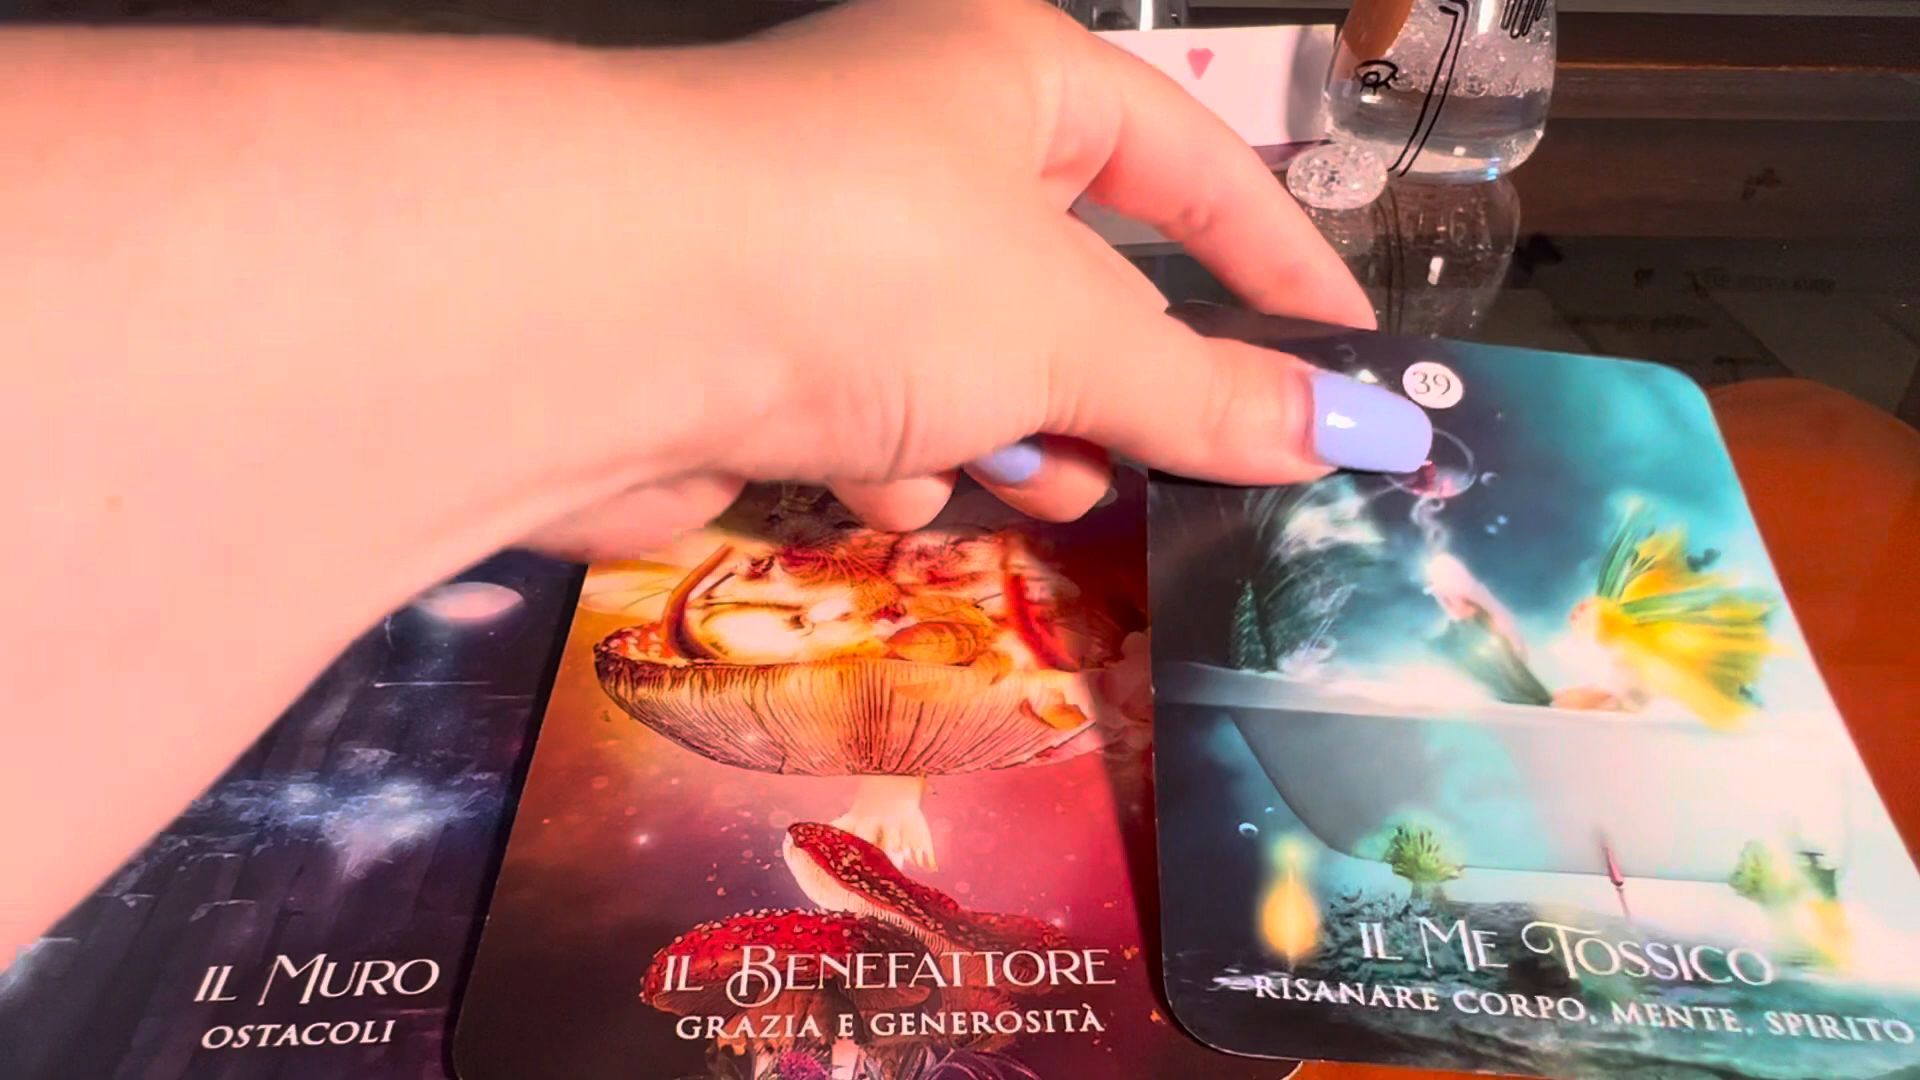 39
IL MURO
OSTACOLI
IL BENEFATTORE
GRAZIA E GENEROSITÀ
IL ME TOSSICO
RISANARE CORPO, MENTE, SPIRITO